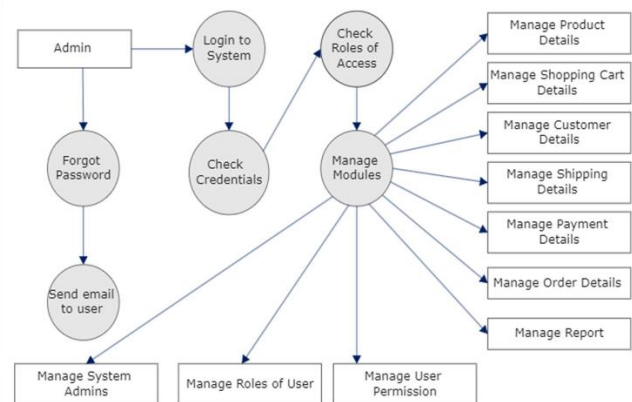 Admin
Login to
System
Check
Roles of
Access
Manage Product
Details
Manage Shopping Cart
Details
Manage Customer
Details
Forgot
Password
Check
Credentials
Manage
Modules
Manage Shipping
Details
Manage Payment
Details
Send email
to user
Manage Order Details
Manage Report
Manage System
Admins
Manage Roles of User
Manage User
Permission